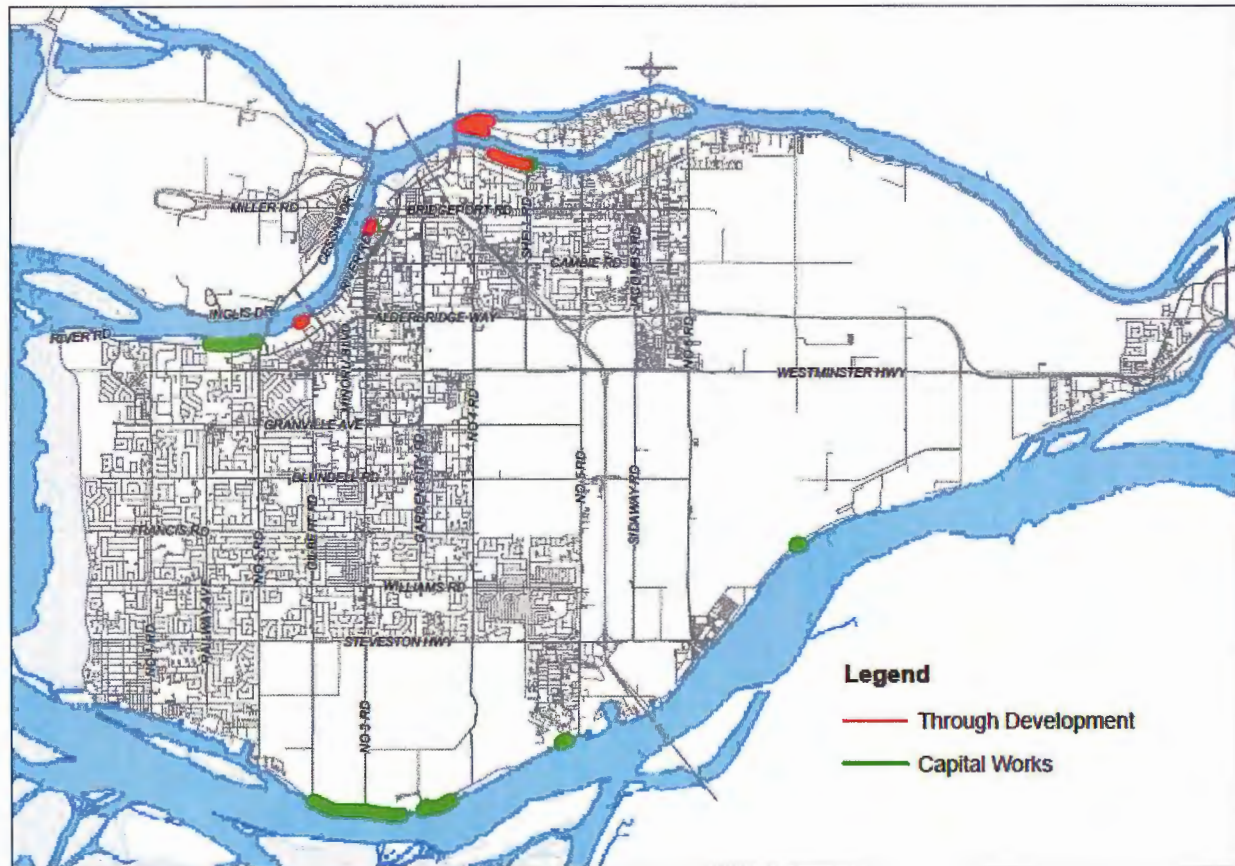 MILLER RD
BRIDGEPORT RD
SHELL RD
CAMBIE RD
JACOMBS RD
INGLIS DR
RIVER RD
ALDERBRIDGE WAY
MINORU BLVD
WESTMINSTER HWY
NO 4 RD
GRANVILLE AVE
GARDEN CITY RD
BLUNDELL RD
NO 5 RD
SIDAWAY RD
GILBERT RD
FRANCIS RD
NO 2 RD
WILLIAMS RD
RAILWAY AVE
NO 1 RD
STEVESTON HWY
NO 3 RD
Legend
Through Development
Capital Works